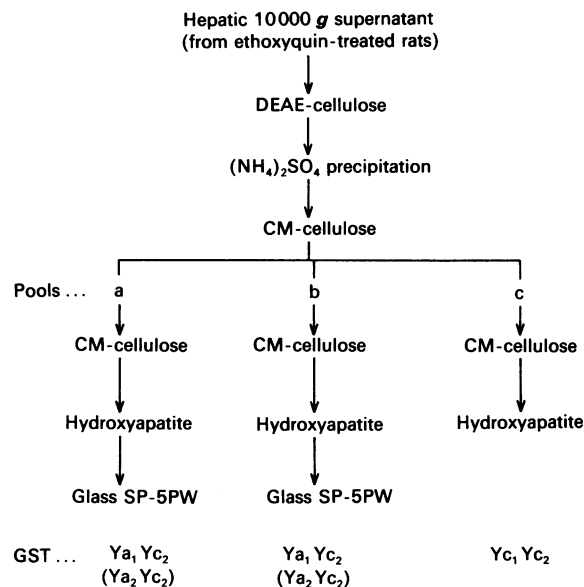 Hepatic 10000 g supernatant
(from ethoxyquin-treated rats)
DEAE-cellulose
(NH₄)₂SO₄ precipitation
CM-cellulose
Pools ... a b c
CM-cellulose CM-cellulose CM-cellulose
Hydroxyapatite Hydroxyapatite Hydroxyapatite
Glass SP-5PW Glass SP-5PW
GST ... Ya₁ Yc₂ Ya₁ Yc₂ Yc₁ Yc₂
(Ya₂ Yc₂) (Ya₂ Yc₂)